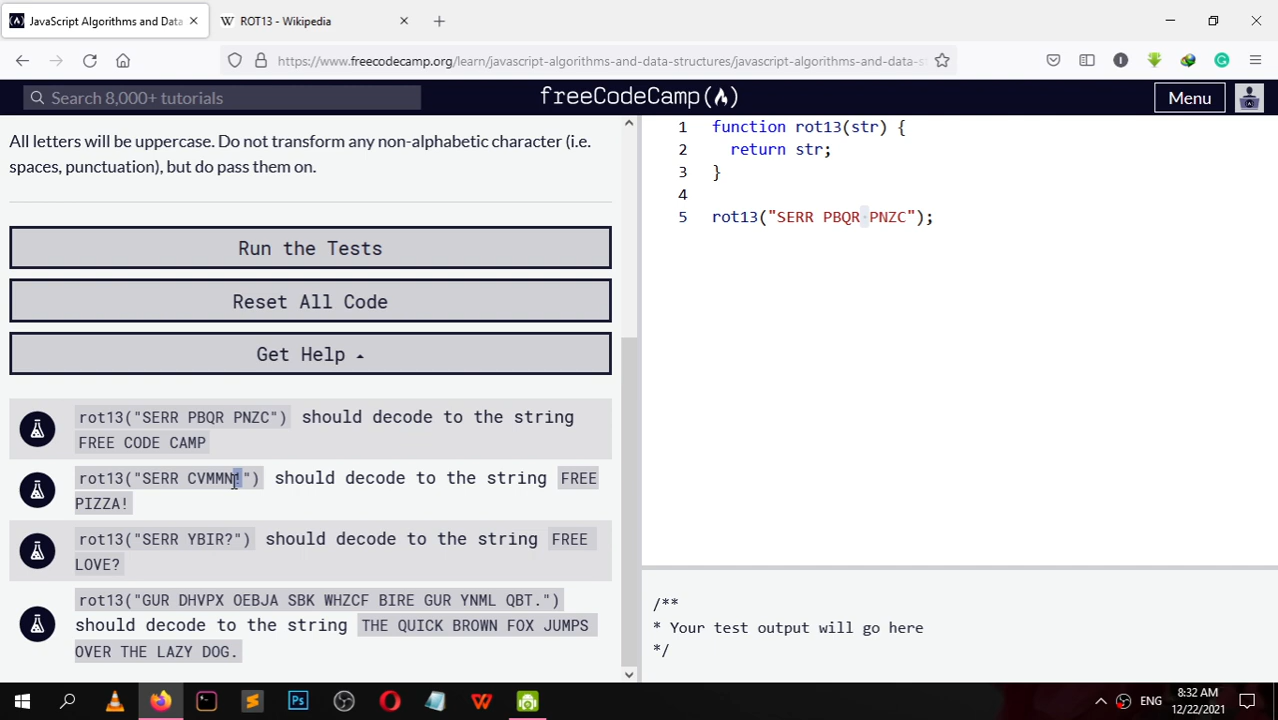 JavaScript Algorithms and Data
ROT13 - Wikipedia
https://www.freecodecamp.org/learn/javascript-algorithms-and-data-structures/javascript-algorithms-and-data-s
Search 8,000+ tutorials
freeCodeCamp
Menu
All letters will be uppercase. Do not transform any non-alphabetic character (i.e.
spaces, punctuation), but do pass them on.
Run the Tests
Reset All Code
Get Help
rot13("SERR PBQR PNZC") should decode to the string
FREE CODE CAMP
rot13("SERR CVMMN!") should decode to the string FREE
PIZZA!
rot13("SERR YBIR?") should decode to the string FREE
LOVE?
rot13("GUR DHVPX OEBJA SBK WHZCF BIRE GUR YNML QBT.")
should decode to the string THE QUICK BROWN FOX JUMPS
OVER THE LAZY DOG.
1 function rot13(str) {
2 return str;
3 }
4
5 rot13("SERR PBQR PNZC");
/**
* Your test output will go here
*/
ENG
8:32 AM
12/22/2021